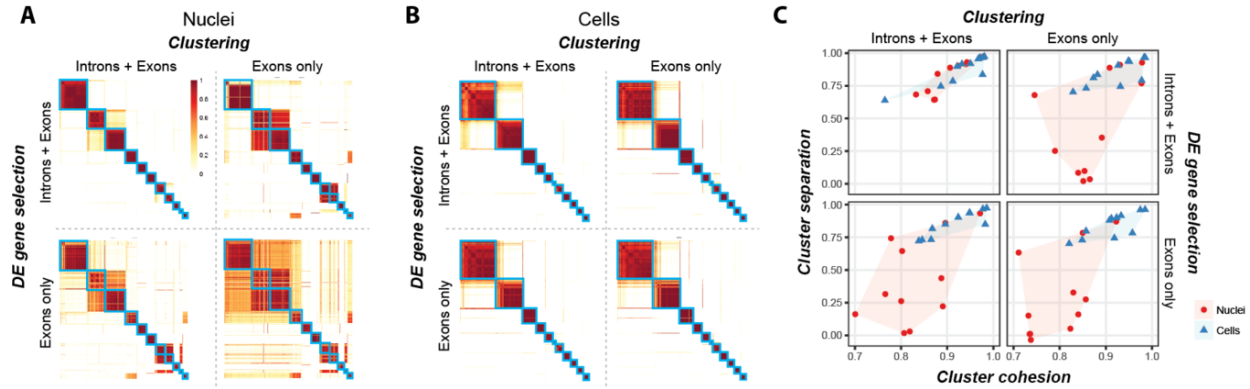 A
Nuclei
Clustering
Introns + Exons
Exons only
1
0.8
0.6
0.4
0.2
0
DE gene selection
Introns + Exons
Exons only
B
Cells
Clustering
Introns + Exons
Exons only
DE gene selection
Introns + Exons
Exons only
C
Clustering
Introns + Exons
Exons only
Cluster separation
1.00
0.75
0.50
0.25
0.00
1.00
0.75
0.50
0.25
0.00
Introns + Exons
Exons only
DE gene selection
0.7
0.8
0.9
1.0
0.7
0.8
0.9
1.0
Cluster cohesion
Nuclei
Cells